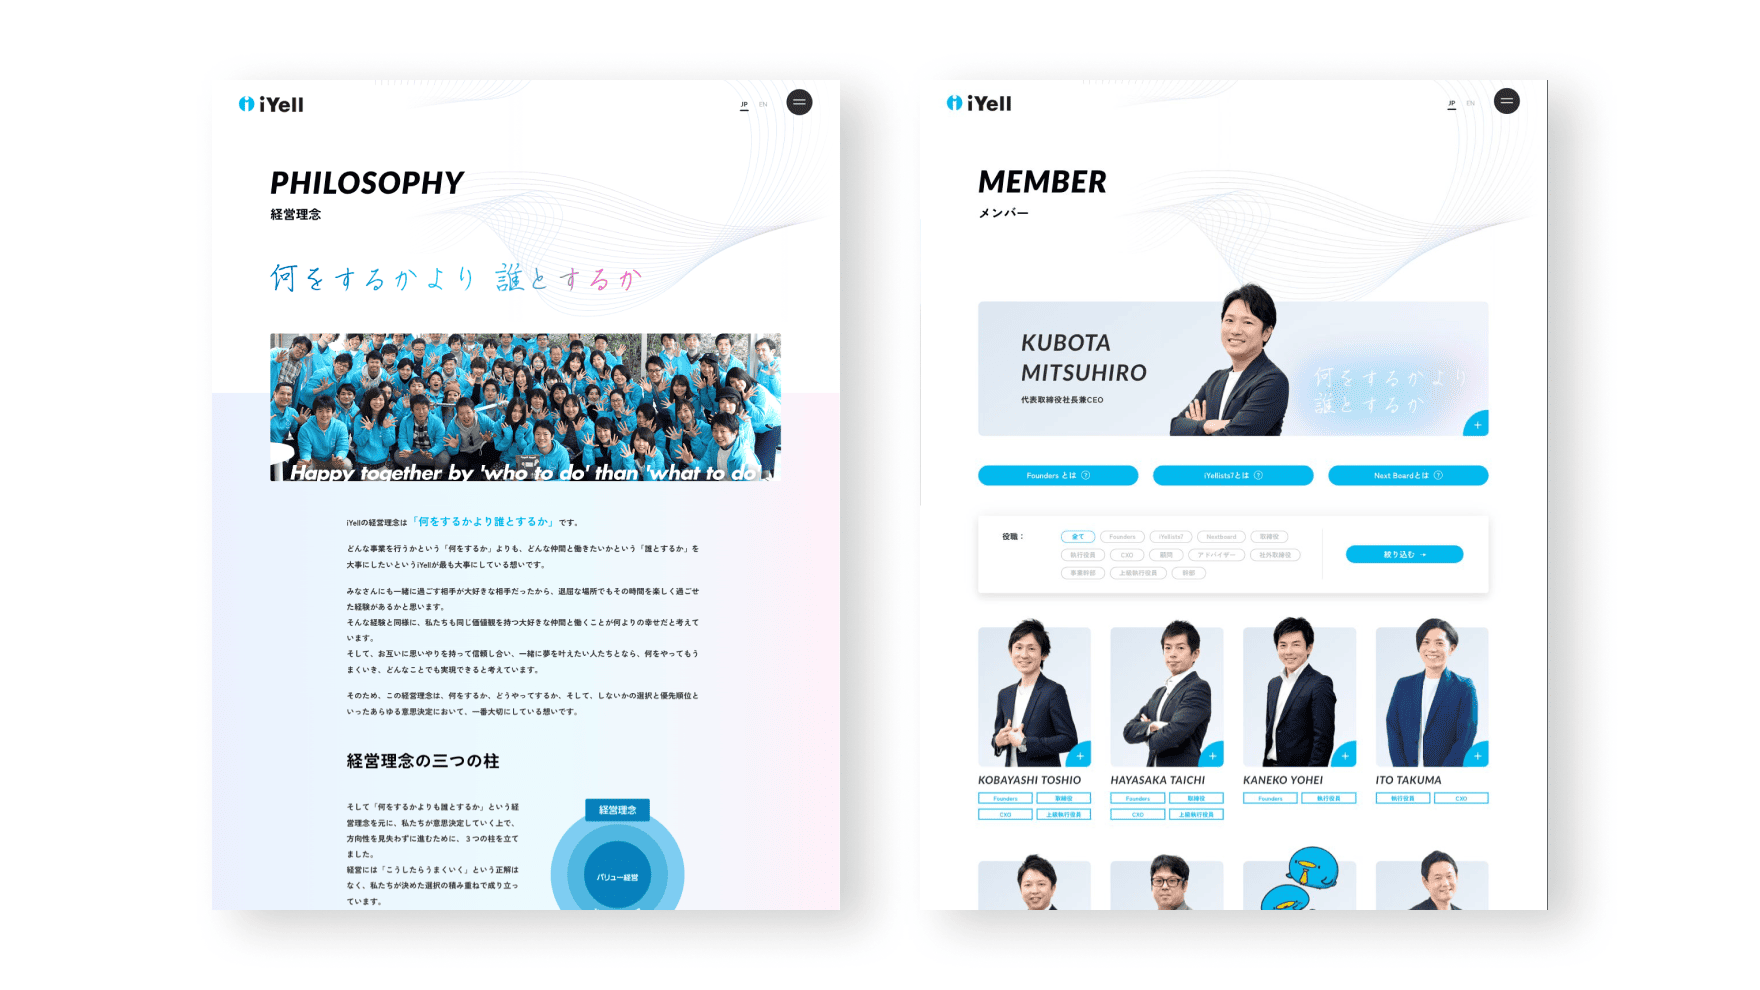 iYell
JP EN
PHILOSOPHY
経営理念
何をするかより 誰とするか
Happy together by 'who to do' than 'what to do'
iYellの経営理念は「何をするかより誰とするか」です。
どんな事業を行うかという「何をするか」よりも、どんな仲間と働きたいかという「誰とするか」を
大事にしたいというiYellが最も大事にしている想いです。
みなさんにも一緒に過ごす相手が大好きな相手だったから、退屈な場所でもその時間を楽しく過ごせ
た経験があるかと思います。
そんな経験と同様に、私たちも同じ価値観を持つ大好きな仲間と働くことが何よりの幸せだと考えて
います。
そして、お互いに思いやりを持って信頼し合い、一緒に夢を叶えたい人たちとなら、何をやってもう
まくいき、どんなことでも実現できると考えています。
そのため、この経営理念は、何をするか、どうやってするか、そして、しないかの選択と優先順位と
いったあらゆる意思決定において、一番大切にしている想いです。
経営理念の三つの柱
そして「何をするかよりも誰とするか」という経
営理念を元に、私たちが意思決定していく上で、
方向性を見失わずに進むために、３つの柱を立て
ました。
経営には「こうしたらうまくいく」という正解は
なく、私たちが決めた選択の積み重ねで成り立っ
ています。
経営理念
バリュー経営
iYell
JP EN
MEMBER
メンバー
KUBOTA
MITSUHIRO
代表取締役社長兼CEO
何をするかより
誰とするか
Founders とは ?
iYellists7とは ?
Next Boardとは ?
役職：
全て Founders iYellists7 Nextboard 取締役
執行役員 CXO 顧問 アドバイザー 社外取締役
事業幹部 上級執行役員 幹部
絞り込む →
KOBAYASHI TOSHIO
Founders 取締役
CXO 上級執行役員
HAYASAKA TAICHI
Founders 取締役
CXO 上級執行役員
KANEKO YOHEI
Founders 執行役員
ITO TAKUMA
執行役員 CXO